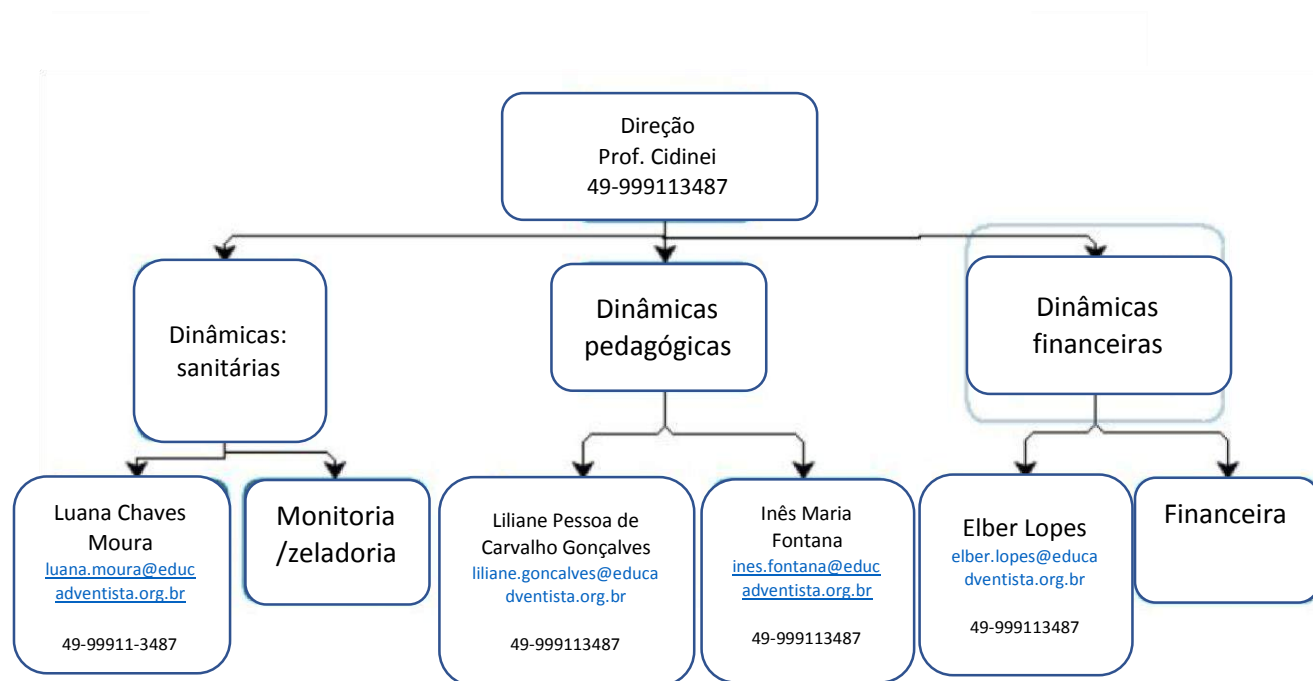 Direção
Prof. Cidinei
49-999113487
Dinâmicas:
sanitárias
Dinâmicas
pedagógicas
Dinâmicas
financeiras
Luana Chaves
Moura
luana.moura@educ
adventista.org.br
49-99911-3487
Monitoria
/zeladoria
Liliane Pessoa de
Carvalho Gonçalves
liliane.goncalves@educa
dventista.org.br
49-999113487
Inês Maria
Fontana
ines.fontana@educ
adventista.org.br
49-999113487
Elber Lopes
elber.lopes@educa
dventista.org.br
49-999113487
Financeira